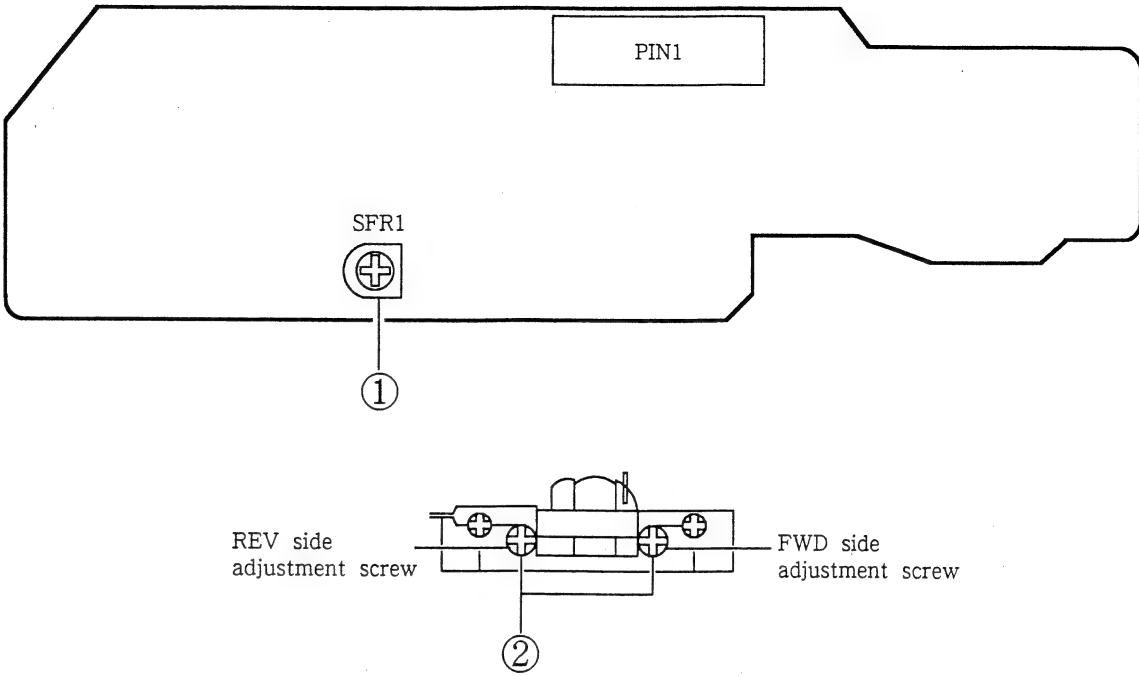 PIN1
SFR1
①
REV side
adjustment screw
FWD side
adjustment screw
②